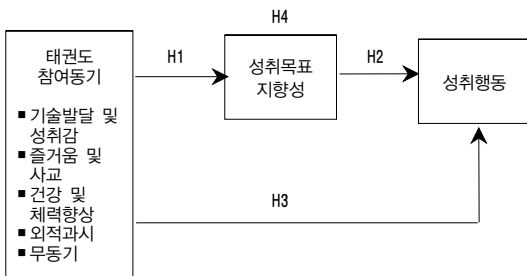 H4
태권도
참여동기
▪ 기술발달 및
성취감
▪ 즐거움 및
사교
▪ 건강 및
체력향상
▪ 외적과시
▪ 무동기
H1
성취목표
지향성
H2
성취행동
H3